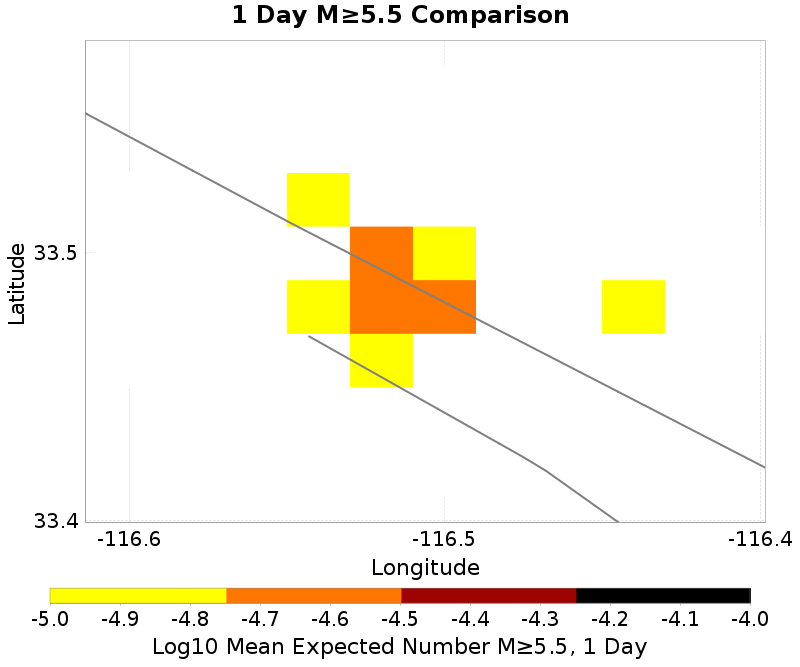 1 Day M≥5.5 Comparison
Latitude
33.5
33.4
-116.6 -116.5 -116.4
Longitude
-5.0 -4.9 -4.8 -4.7 -4.6 -4.5 -4.4 -4.3 -4.2 -4.1 -4.0
Log10 Mean Expected Number M≥5.5, 1 Day